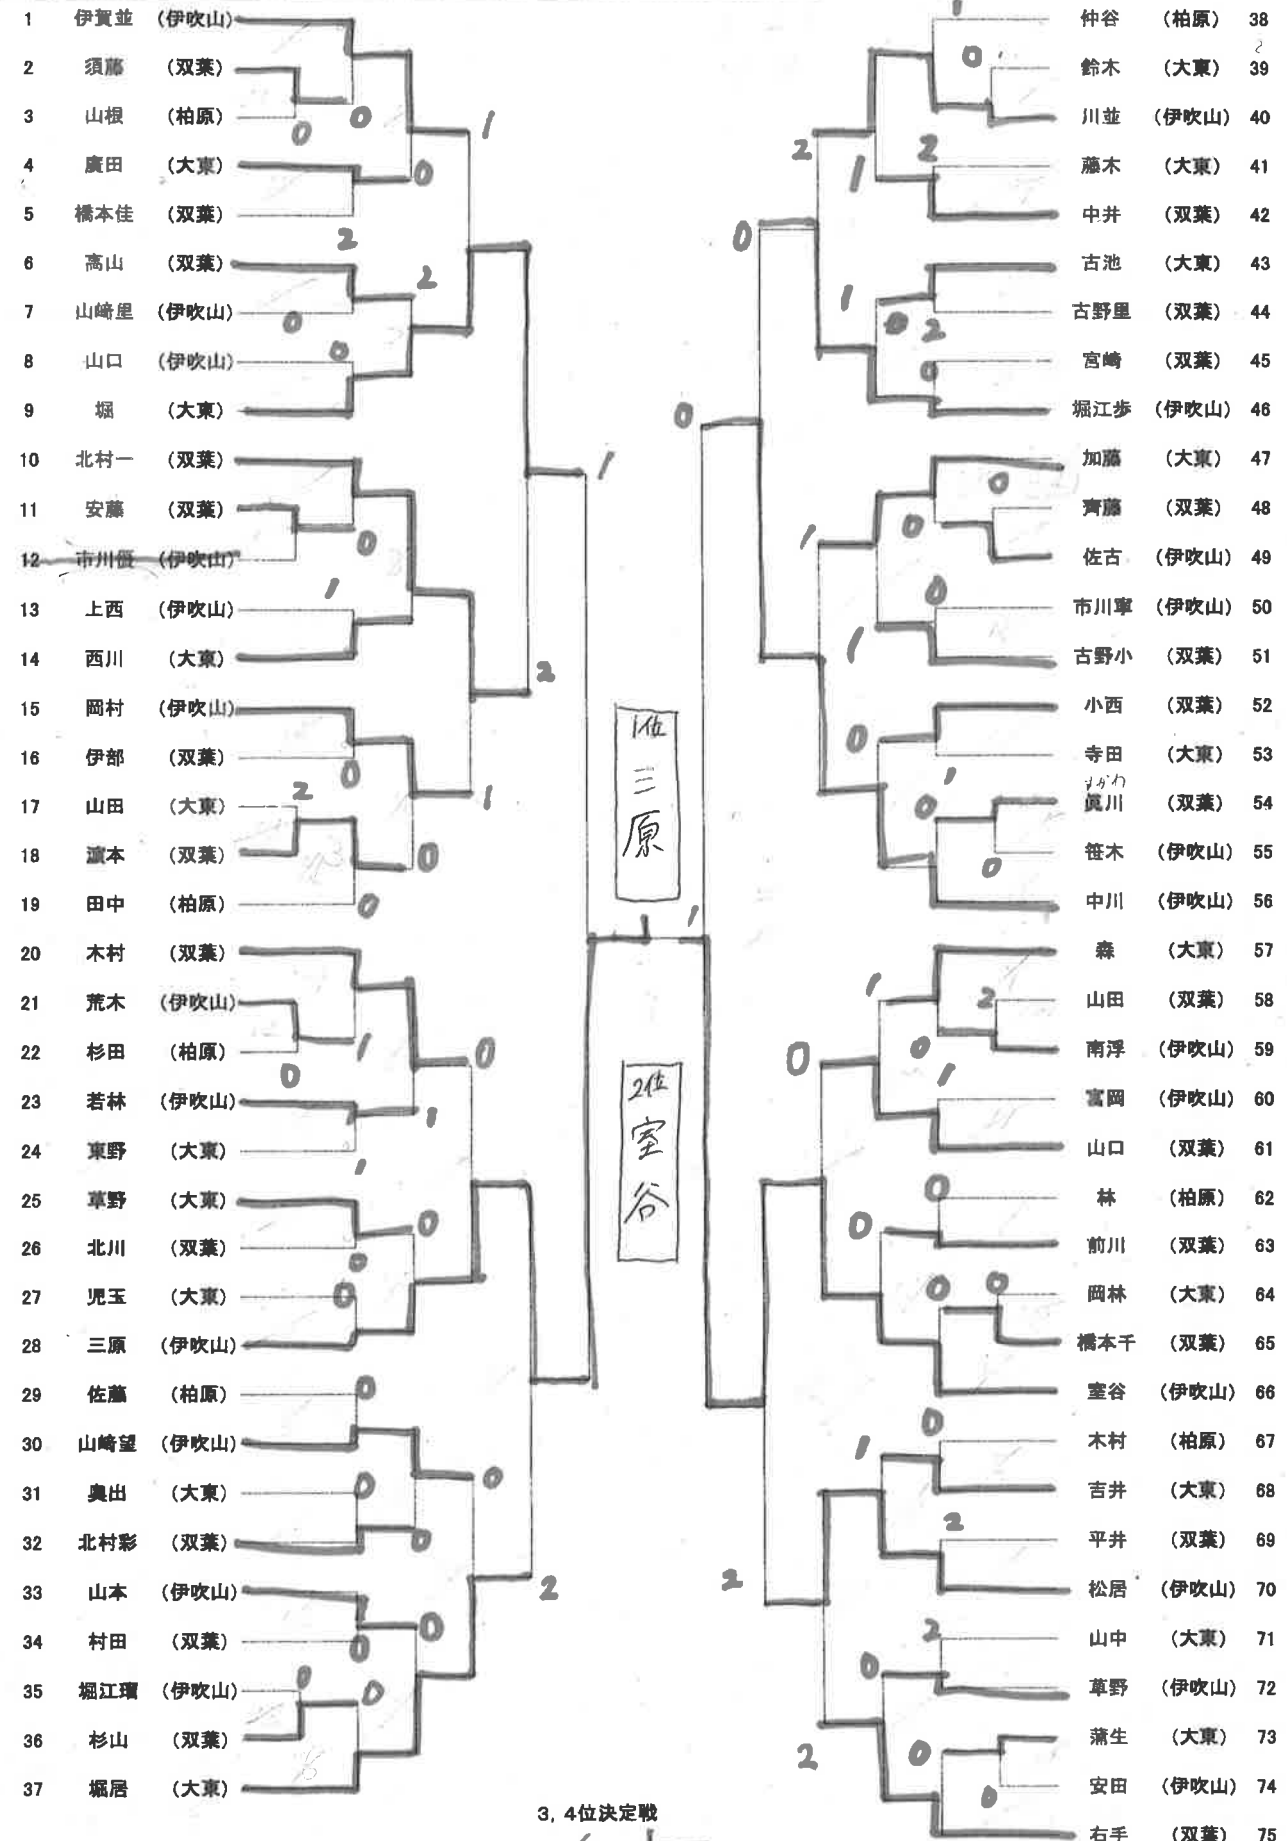 1 伊賀並 (伊吹山)
2 須藤 (双葉)
3 山根 (柏原)
4 廣田 (大東)
5 橋本佳 (双葉)
6 高山 (双葉)
7 山﨑里 (伊吹山)
8 山口 (伊吹山)
9 堀 (大東)
10 北村一 (双葉)
11 安藤 (双葉)
12 市川優 (伊吹山)
13 上西 (伊吹山)
14 西川 (大東)
15 岡村 (伊吹山)
16 伊部 (双葉)
17 山田 (大東)
18 濵本 (双葉)
19 田中 (柏原)
20 木村 (双葉)
21 荒木 (伊吹山)
22 杉田 (柏原)
23 若林 (伊吹山)
24 東野 (大東)
25 草野 (大東)
26 北川 (双葉)
27 児玉 (大東)
28 三原 (伊吹山)
29 佐藤 (柏原)
30 山﨑望 (伊吹山)
31 奥出 (大東)
32 北村彩 (双葉)
33 山本 (伊吹山)
34 村田 (双葉)
35 堀江瑠 (伊吹山)
36 杉山 (双葉)
37 堀居 (大東)
1位
三原
2位
室谷
3, 4位決定戦
仲谷 (柏原) 38
鈴木 (大東) 39
川並 (伊吹山) 40
藤木 (大東) 41
中井 (双葉) 42
古池 (大東) 43
古野里 (双葉) 44
宮崎 (双葉) 45
堀江歩 (伊吹山) 46
加藤 (大東) 47
齊藤 (双葉) 48
佐古 (伊吹山) 49
市川寧 (伊吹山) 50
古野小 (双葉) 51
小西 (双葉) 52
寺田 (大東) 53
眞川 (双葉) 54
笹木 (伊吹山) 55
中川 (伊吹山) 56
森 (大東) 57
山田 (双葉) 58
南浮 (伊吹山) 59
富岡 (伊吹山) 60
山口 (双葉) 61
林 (柏原) 62
前川 (双葉) 63
岡林 (大東) 64
橋本千 (双葉) 65
室谷 (伊吹山) 66
木村 (柏原) 67
吉井 (大東) 68
平井 (双葉) 69
松居 (伊吹山) 70
山中 (大東) 71
草野 (伊吹山) 72
蒲生 (大東) 73
安田 (伊吹山) 74
右手 (双葉) 75